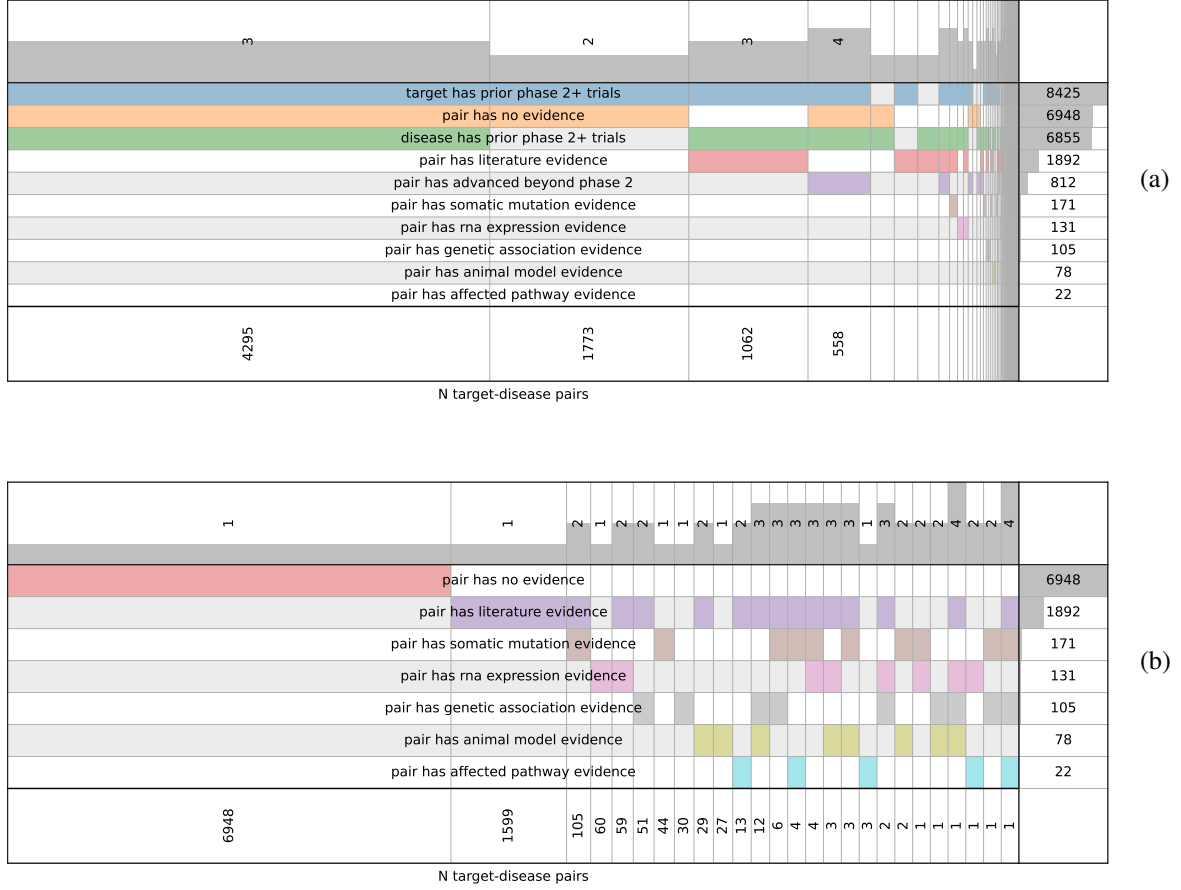 3 2 3 4
target has prior phase 2+ trials 8425
pair has no evidence 6948
disease has prior phase 2+ trials 6855
pair has literature evidence 1892
pair has advanced beyond phase 2 812
pair has somatic mutation evidence 171
pair has rna expression evidence 131
pair has genetic association evidence 105
pair has animal model evidence 78
pair has affected pathway evidence 22
4295 1773 1062 558
N target-disease pairs
(a)
1 1 2 1 2 2 1 1 2 1 2 3 3 3 3 3 1 3 2 2 2 4 2 2 4
pair has no evidence 6948
pair has literature evidence 1892
pair has somatic mutation evidence 171
pair has rna expression evidence 131
pair has genetic association evidence 105
pair has animal model evidence 78
pair has affected pathway evidence 22
6948 1599 105 60 59 51 44 30 29 27 13 12 6 4 4 3 3 3 2 2 1 1 1 1 1 1
N target-disease pairs
(b)